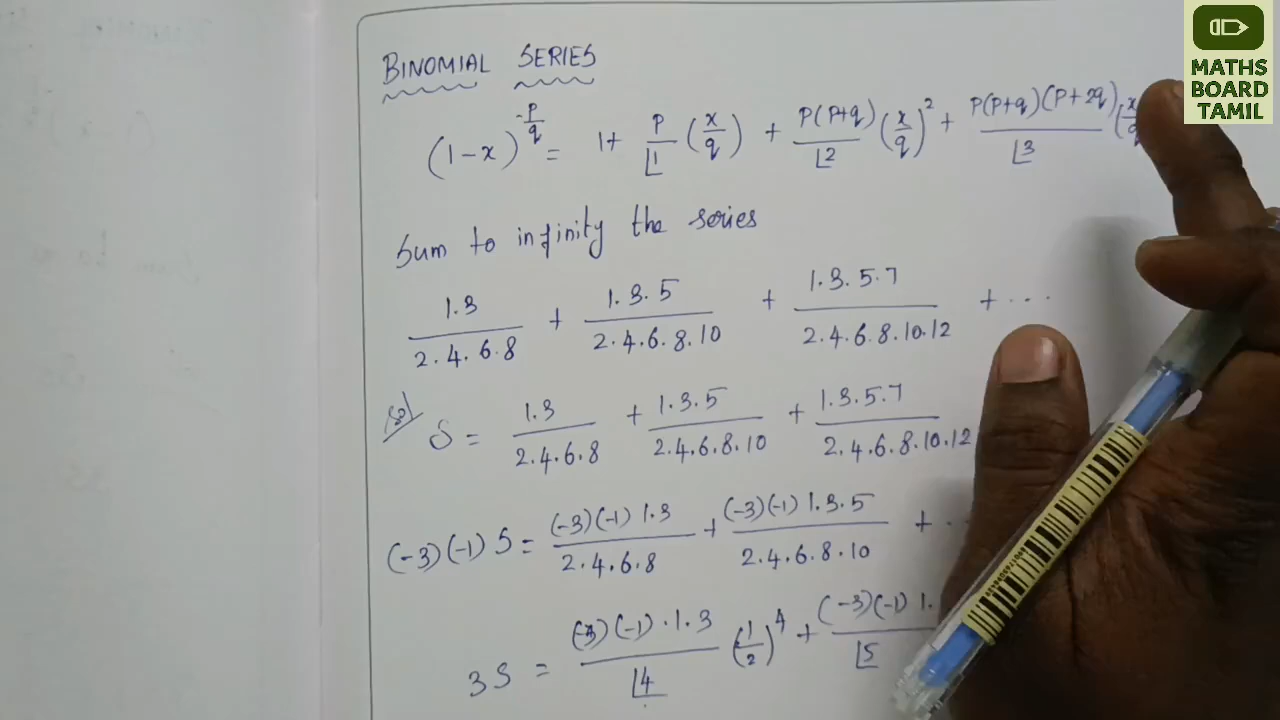 MATHS
BOARD
TAMIL
BINOMIAL SERIES
(1-x)^(-p/q) = 1+ p/⌊1 (x/q) + p(p+q)/⌊2 (x/q)² + p(p+q)(p+2q)/⌊3
Sum to infinity the series
1.3/2.4.6.8 + 1.3.5/2.4.6.8.10 + 1.3.5.7/2.4.6.8.10.12 + ...
Sol S = 1.3/2.4.6.8 + 1.3.5/2.4.6.8.10 + 1.3.5.7/2.4.6.8.10.12
(-3)(-1) S = (-3)(-1) 1.3/2.4.6.8 + (-3)(-1) 1.3.5/2.4.6.8.10 + ..
3S = (-3)(-1).1.3/⌊4 (1/2)^4 + (-3)(-1) 1./⌊5